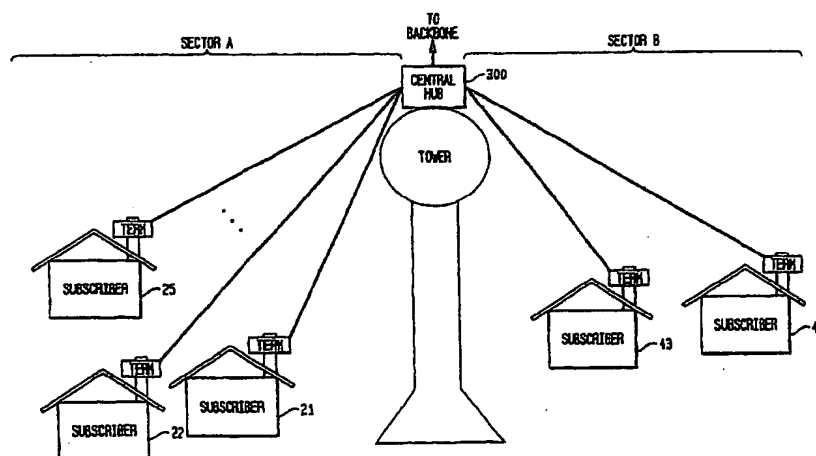 TO
BACKBONE
SECTOR A
SECTOR B
CENTRAL
HUB
300
TOWER
TERM
SUBSCRIBER
25
TERM
SUBSCRIBER
43
TERM
SUBSCRIBER
TERM
SUBSCRIBER
22
TERM
SUBSCRIBER
21